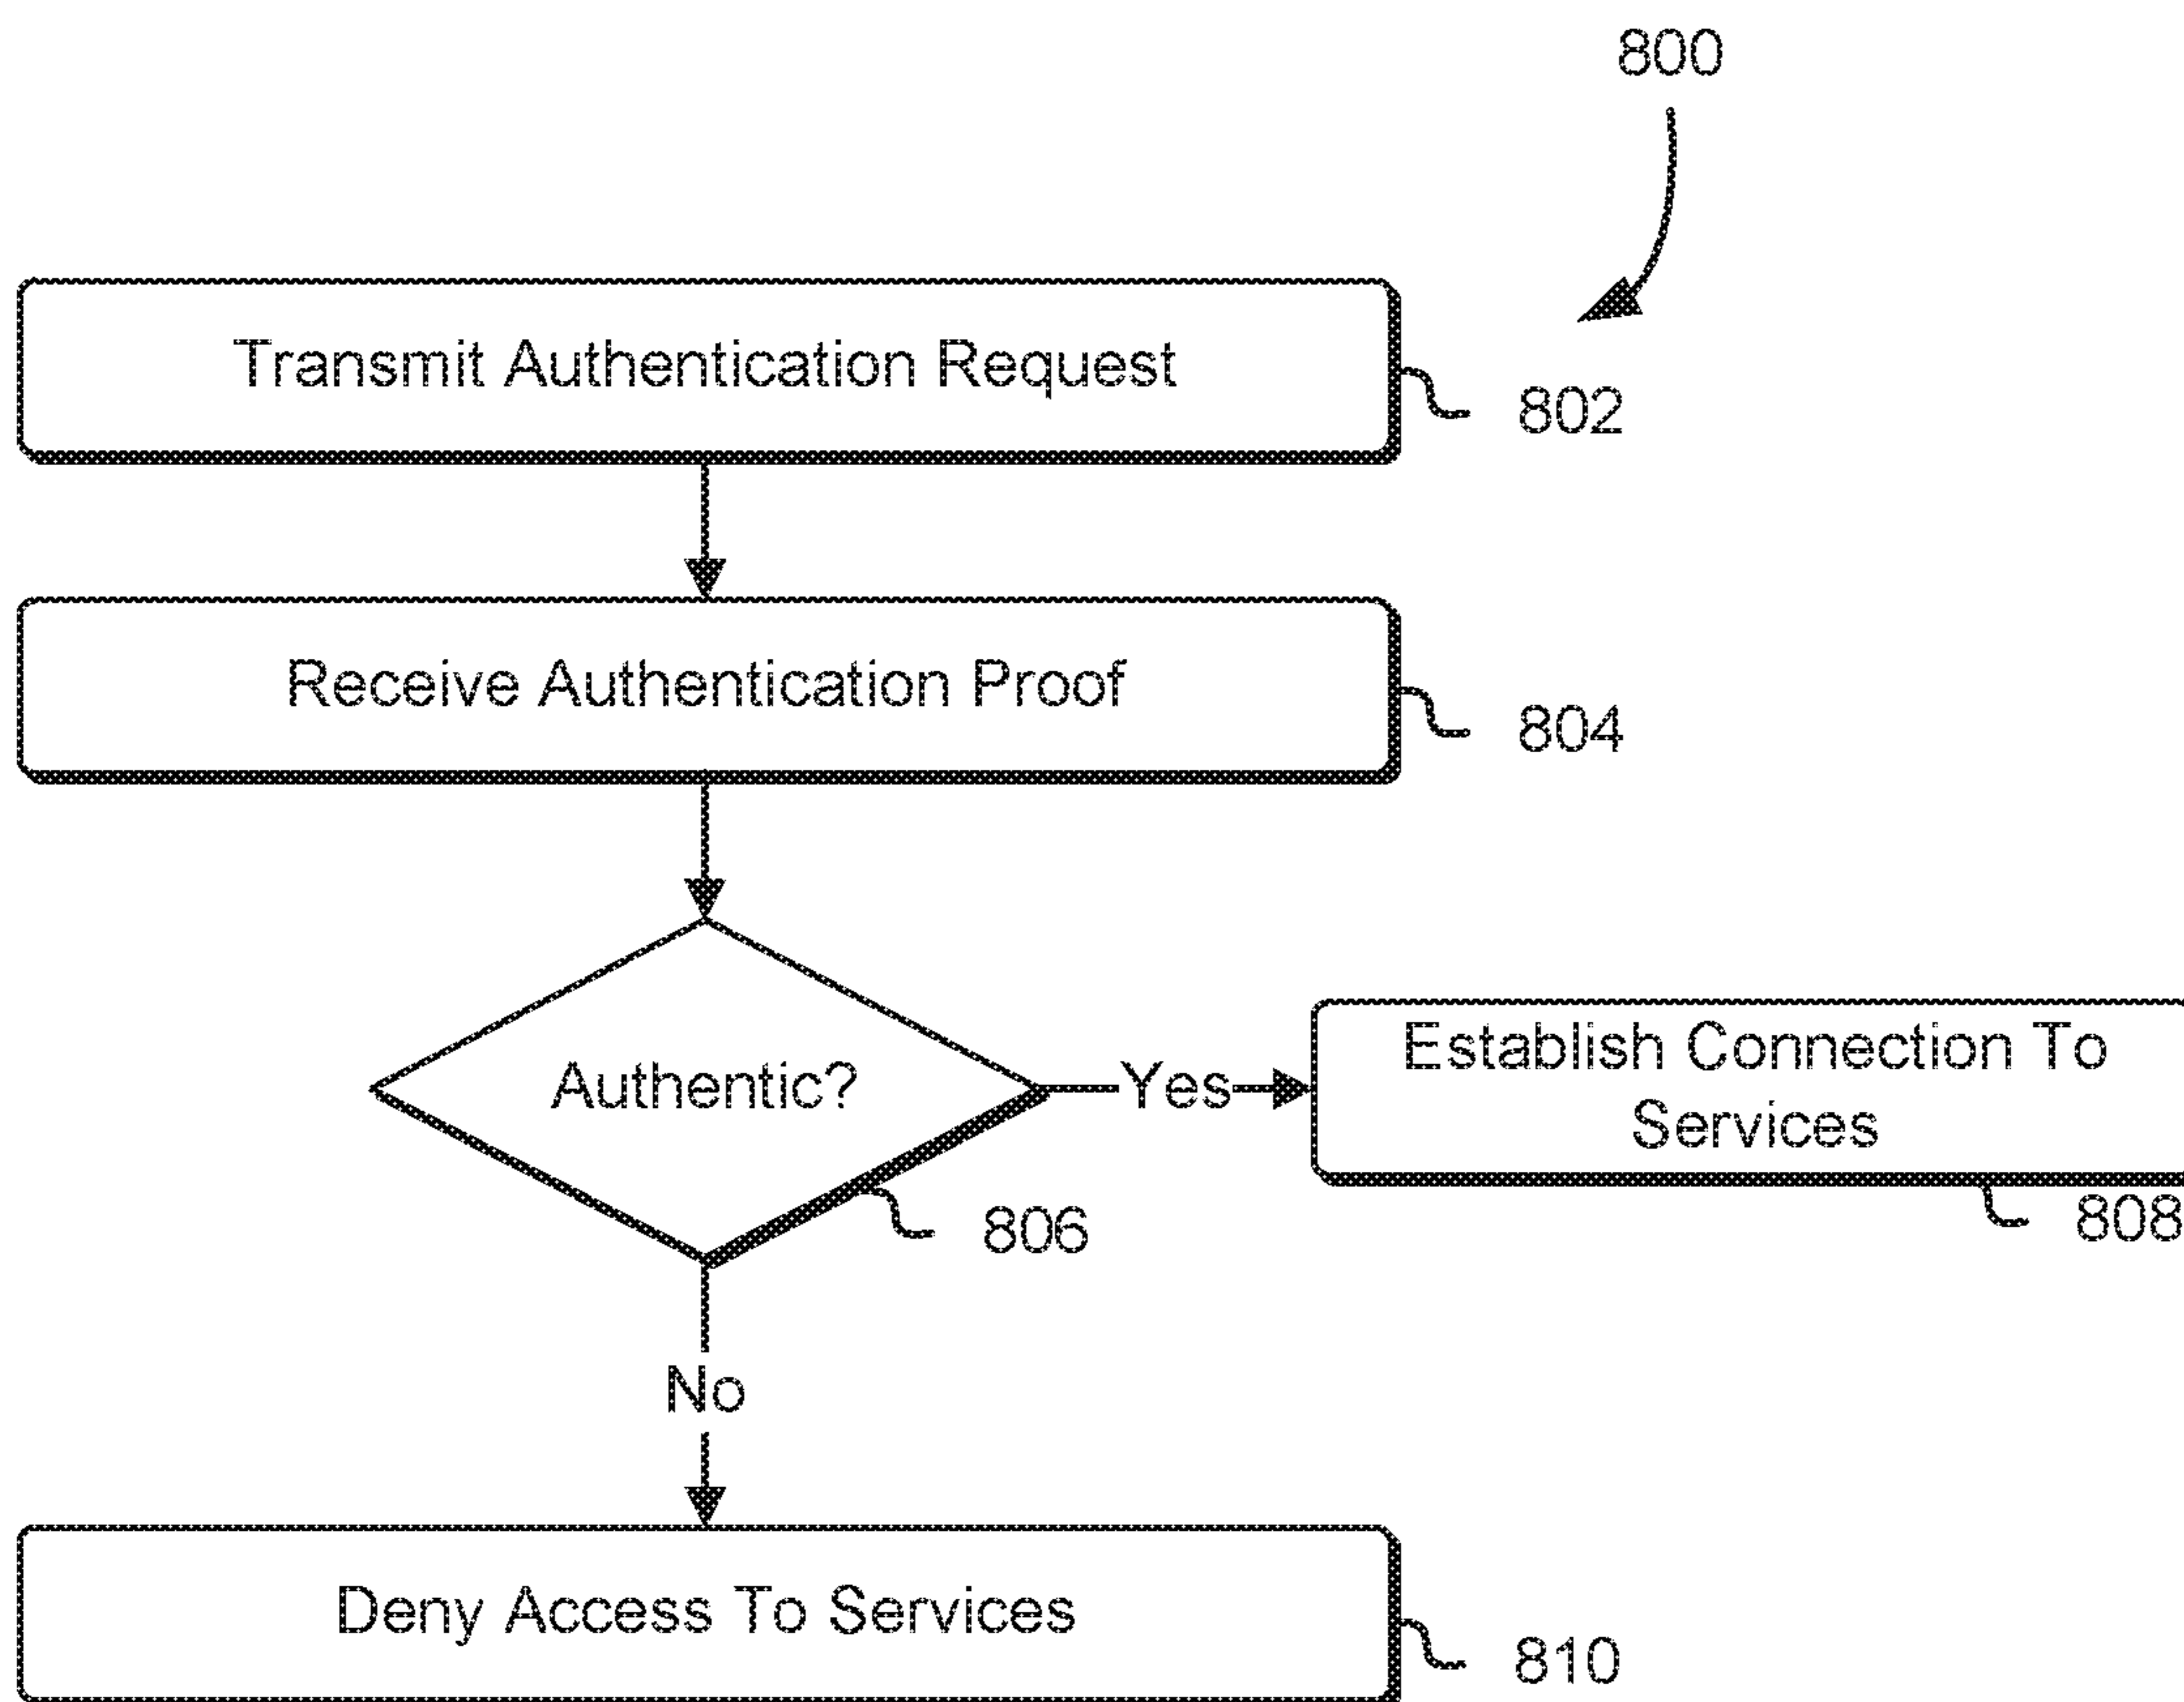 800
Transmit Authentication Request
802
Receive Authentication Proof
804
Authentic?
Yes
Establish Connection To
Services
806
808
No
Deny Access To Services
810